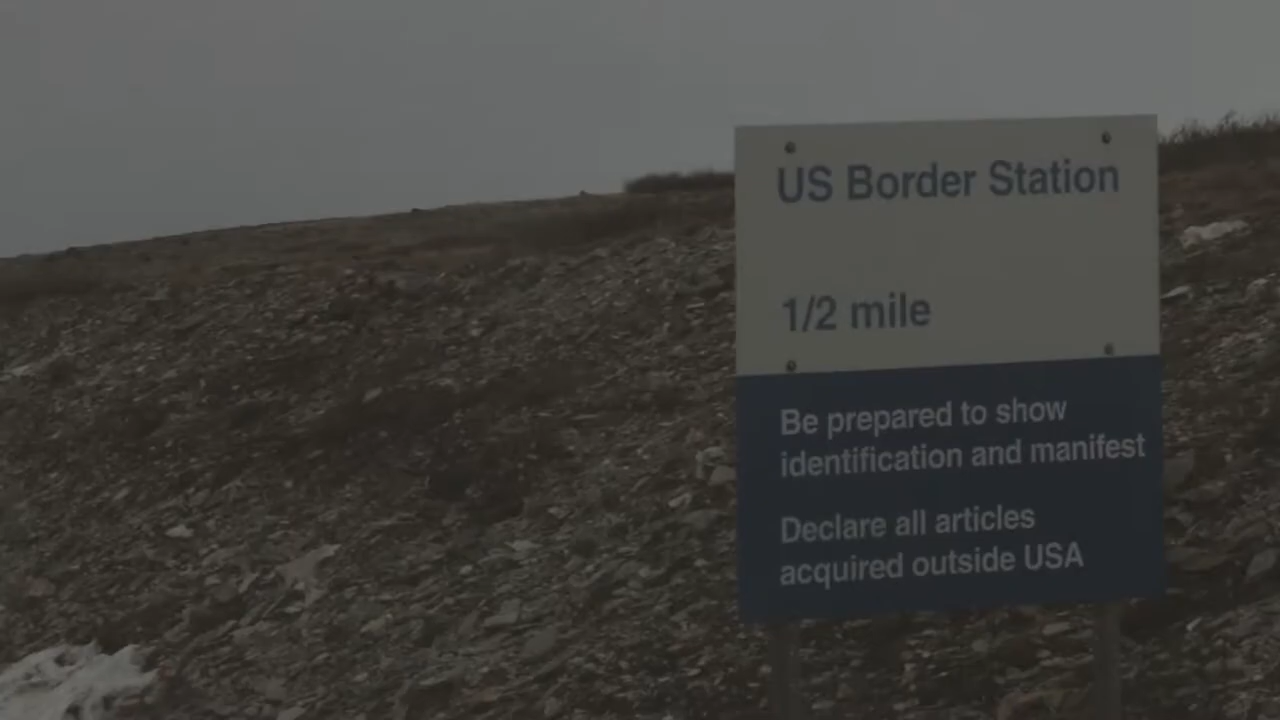 US Border Station
1/2 mile
Be prepared to show
identification and manifest
Declare all articles
acquired outside USA